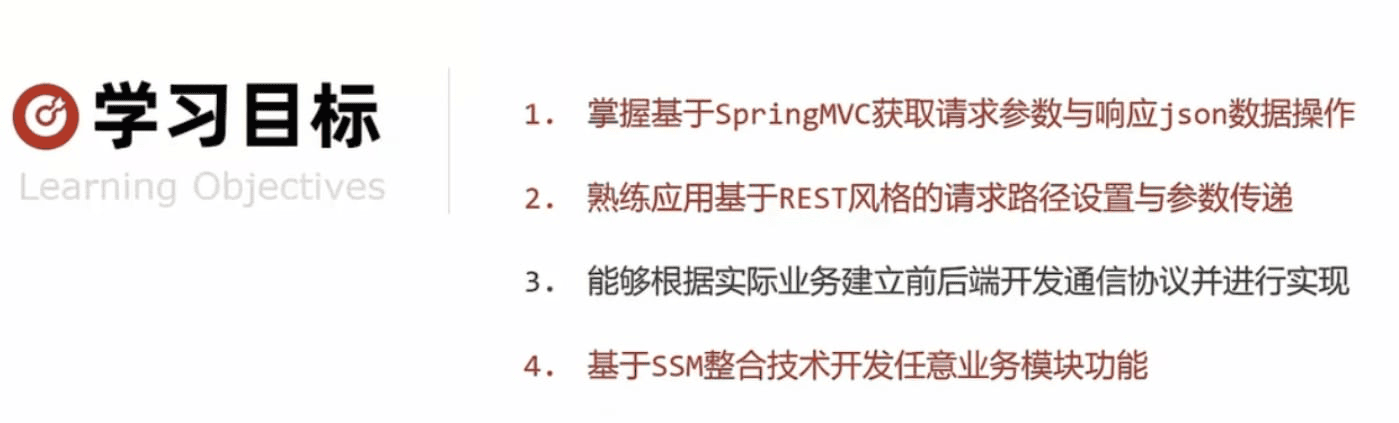 学习目标
Learning Objectives
1. 掌握基于SpringMVC获取请求参数与响应json数据操作
2. 熟练应用基于REST风格的请求路径设置与参数传递
3. 能够根据实际业务建立前后端开发通信协议并进行实现
4. 基于SSM整合技术开发任意业务模块功能